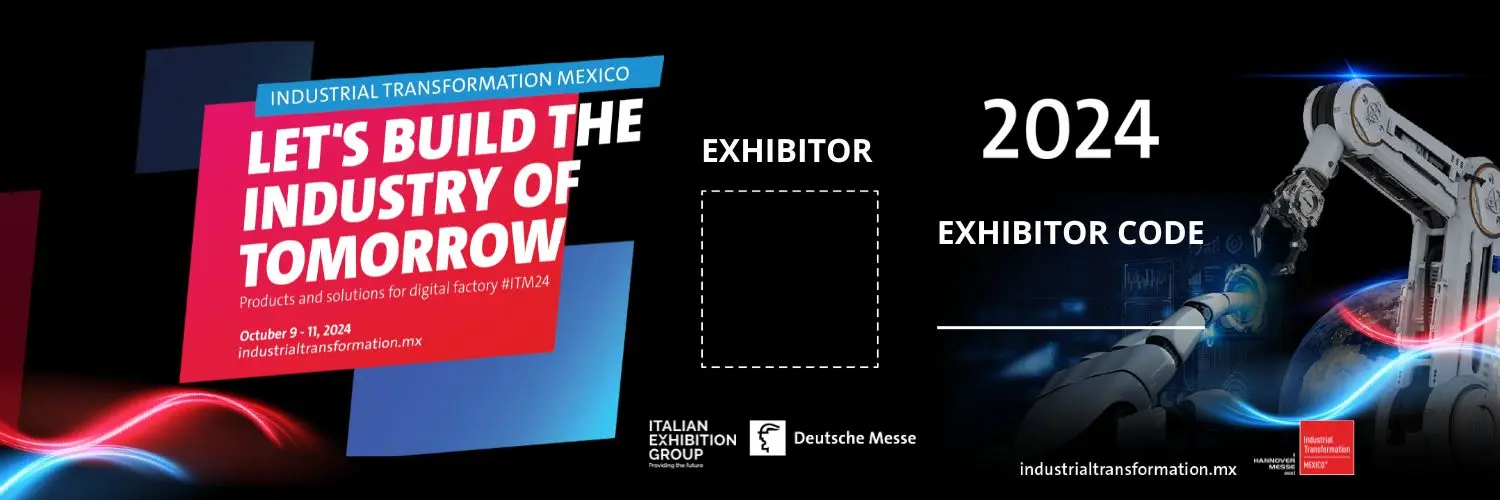 INDUSTRIAL TRANSFORMATION MEXICO
LET'S BUILD THE
INDUSTRY OF
TOMORROW
Products and solutions for digital factory #ITM24
October 9 - 11, 2024
industrialtransformation.mx
EXHIBITOR
2024
EXHIBITOR CODE
ITALIAN
EXHIBITION
GROUP
Providing the future
Deutsche Messe
industrialtransformation.mx
HANNOVER
MESSE
Industrial
Transformation
MEXICO